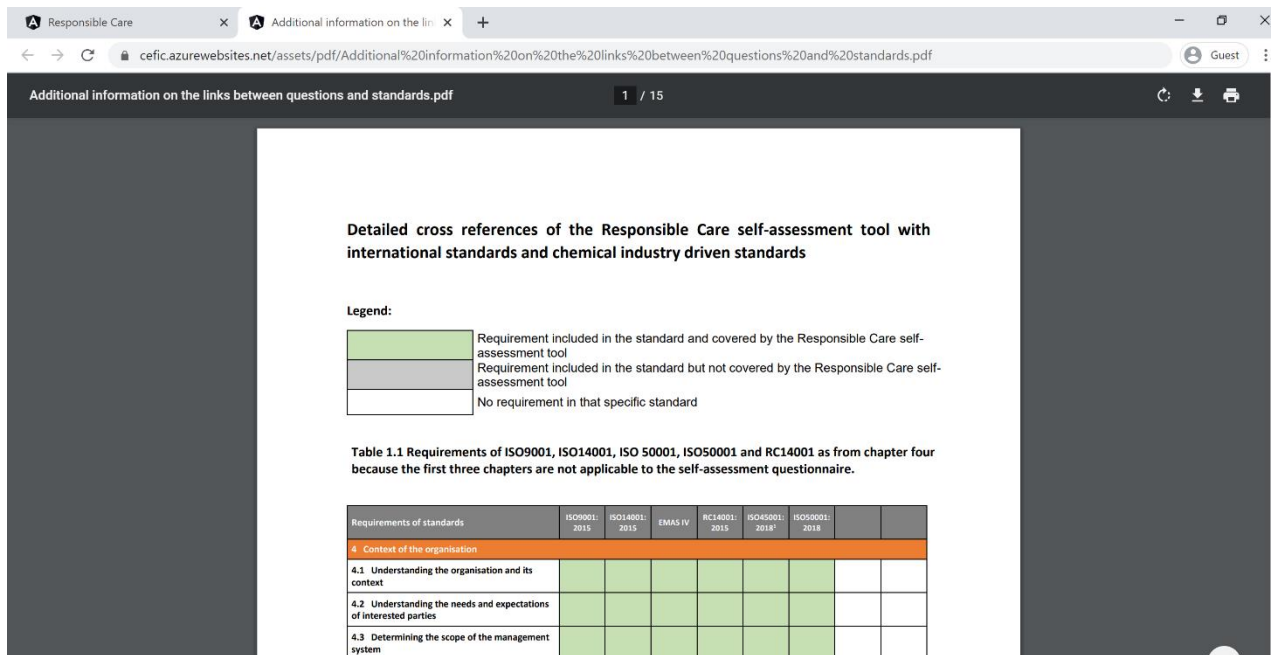 Responsible Care
Additional information on the lin
cefic.azurewebsites.net/assets/pdf/Additional%20information%20on%20the%20links%20between%20questions%20and%20standards.pdf
Guest
Additional information on the links between questions and standards.pdf
1 / 15
Detailed cross references of the Responsible Care self-assessment tool with
international standards and chemical industry driven standards
Legend:
Requirement included in the standard and covered by the Responsible Care self-
assessment tool
Requirement included in the standard but not covered by the Responsible Care self-
assessment tool
No requirement in that specific standard
Table 1.1 Requirements of ISO9001, ISO14001, ISO 50001, ISO50001 and RC14001 as from chapter four
because the first three chapters are not applicable to the self-assessment questionnaire.
Requirements of standards
ISO9001:
2015
ISO14001:
2015
EMAS IV
RC14001:
2015
ISO45001:
2018¹
ISO50001:
2018
4 Context of the organisation
4.1 Understanding the organisation and its
context
4.2 Understanding the needs and expectations
of interested parties
4.3 Determining the scope of the management
system